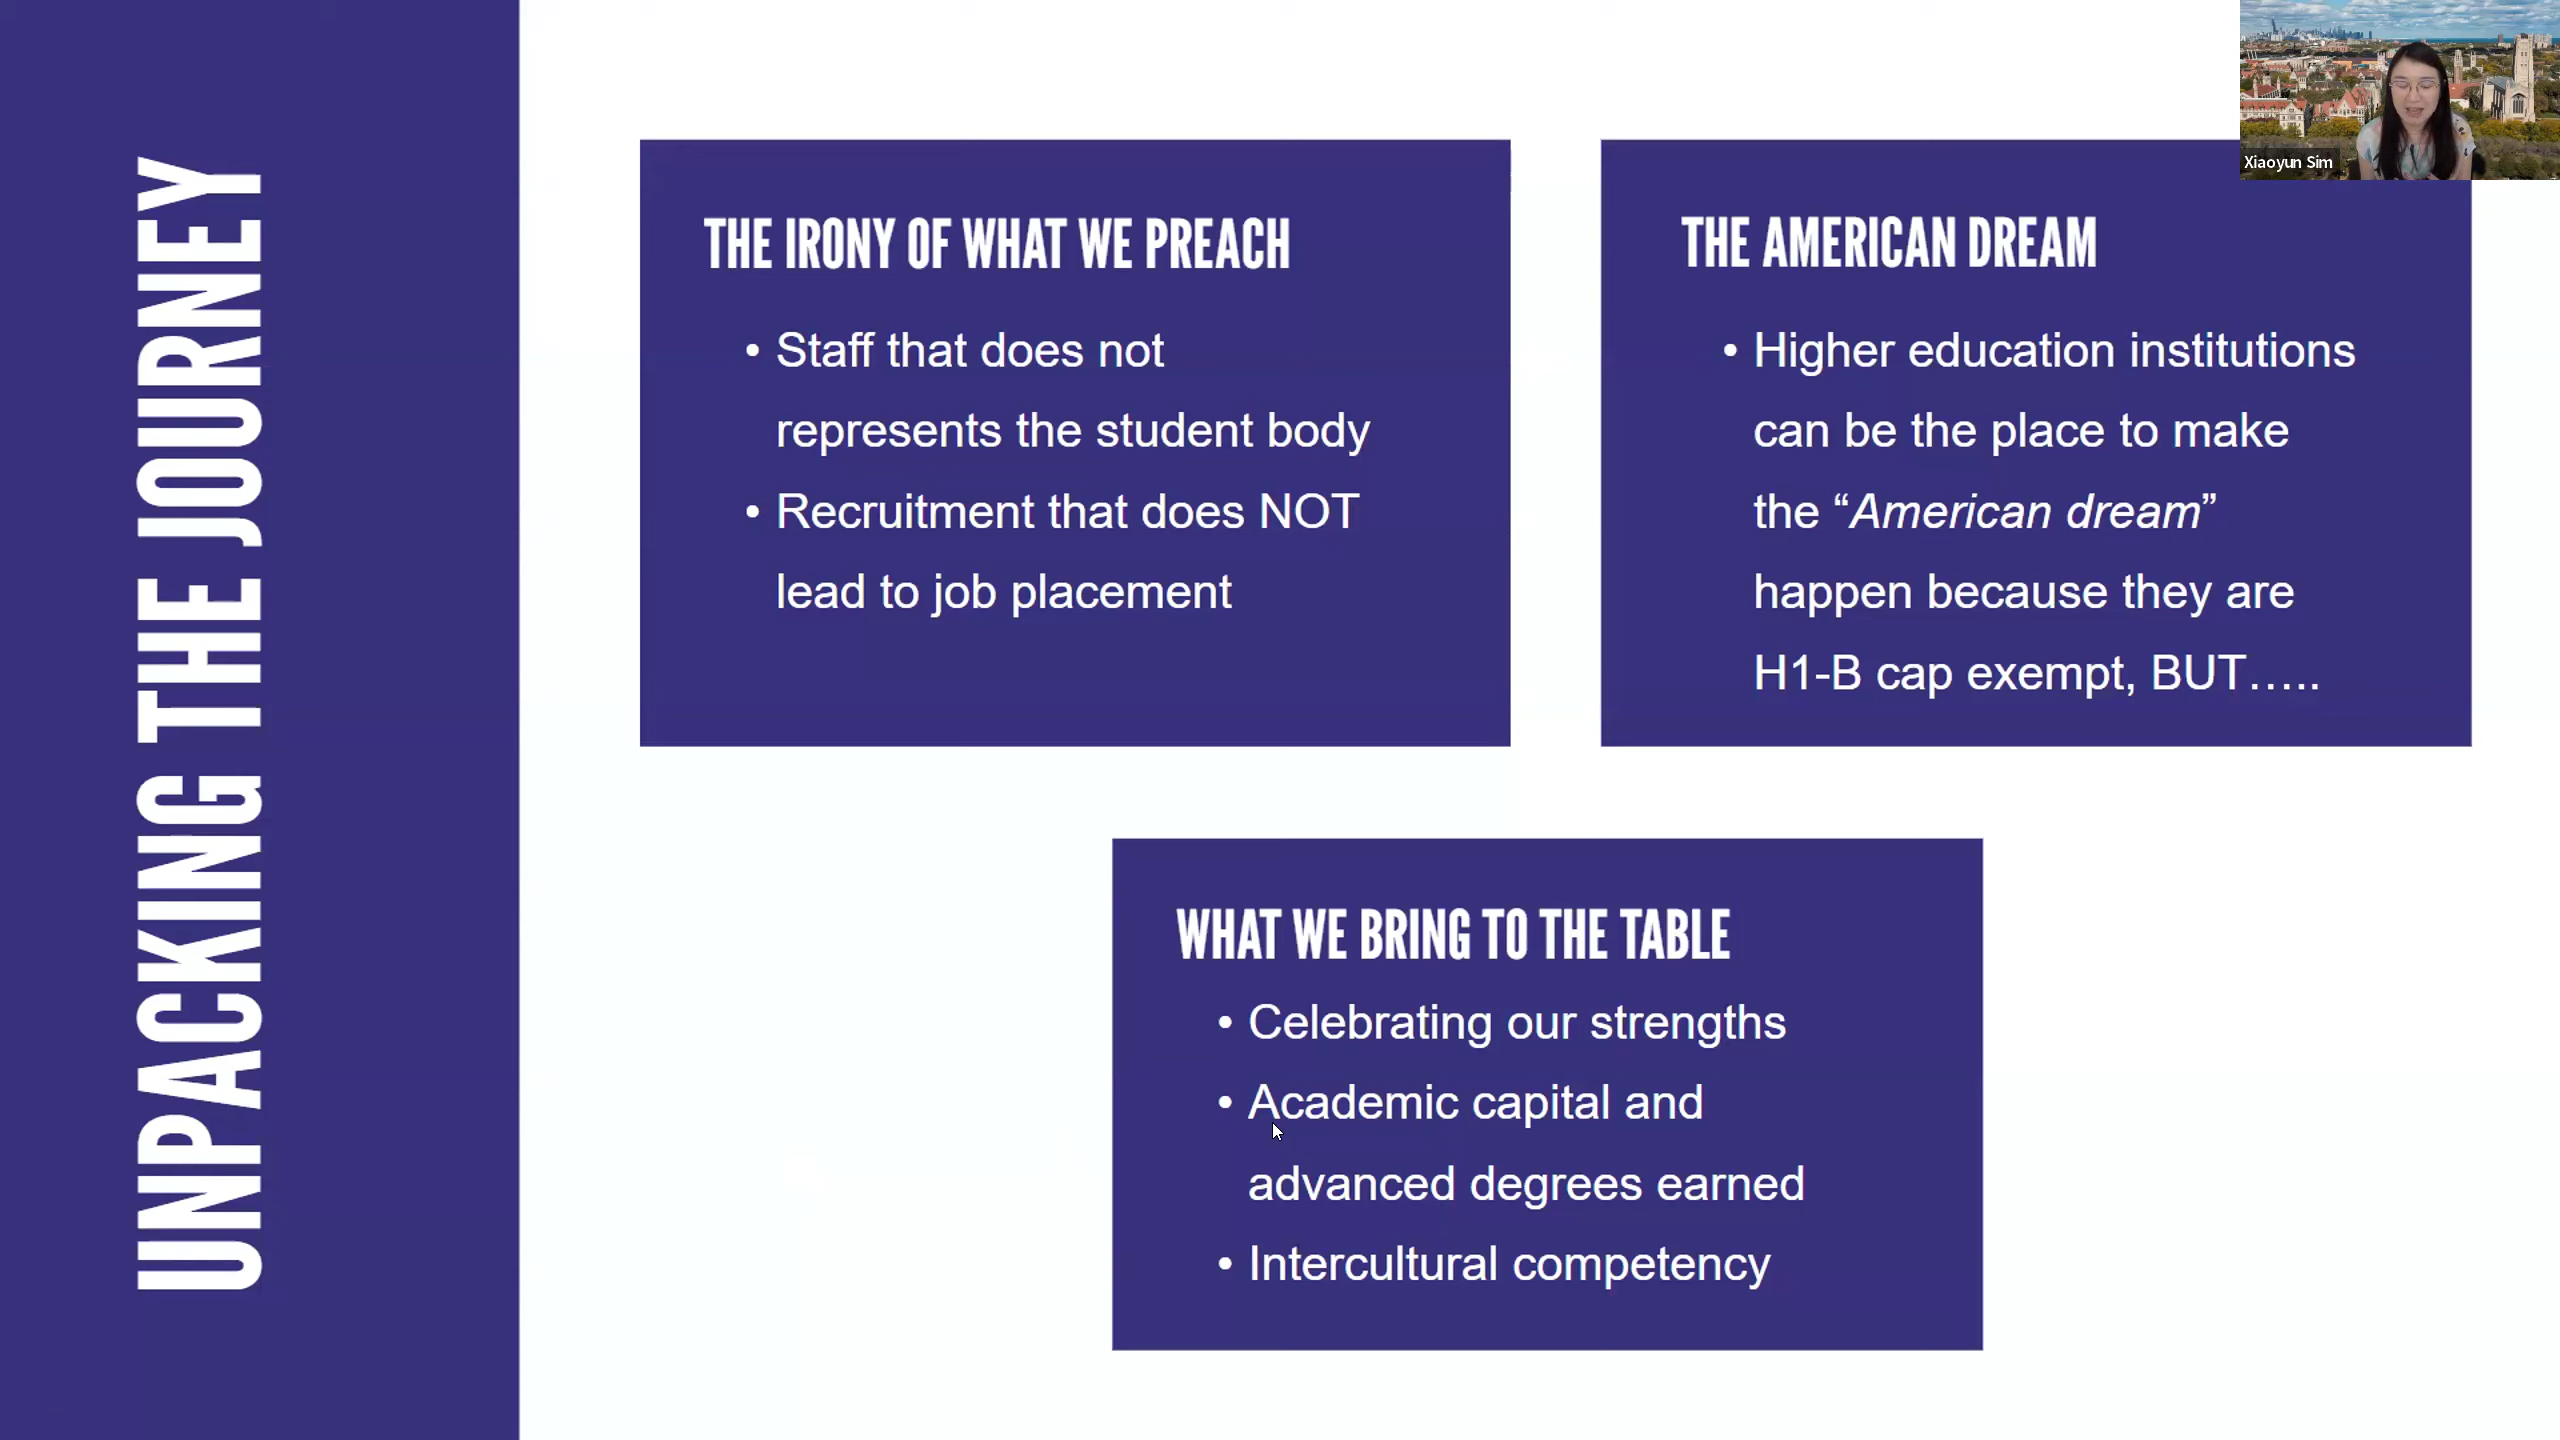 UNPACKING THE JOURNEY
THE IRONY OF WHAT WE PREACH
• Staff that does not
represents the student body
• Recruitment that does NOT
lead to job placement
THE AMERICAN DREAM
• Higher education institutions
can be the place to make
the “American dream”
happen because they are
H1-B cap exempt, BUT…..
WHAT WE BRING TO THE TABLE
• Celebrating our strengths
• Academic capital and
advanced degrees earned
• Intercultural competency
Xiaoyun Sim